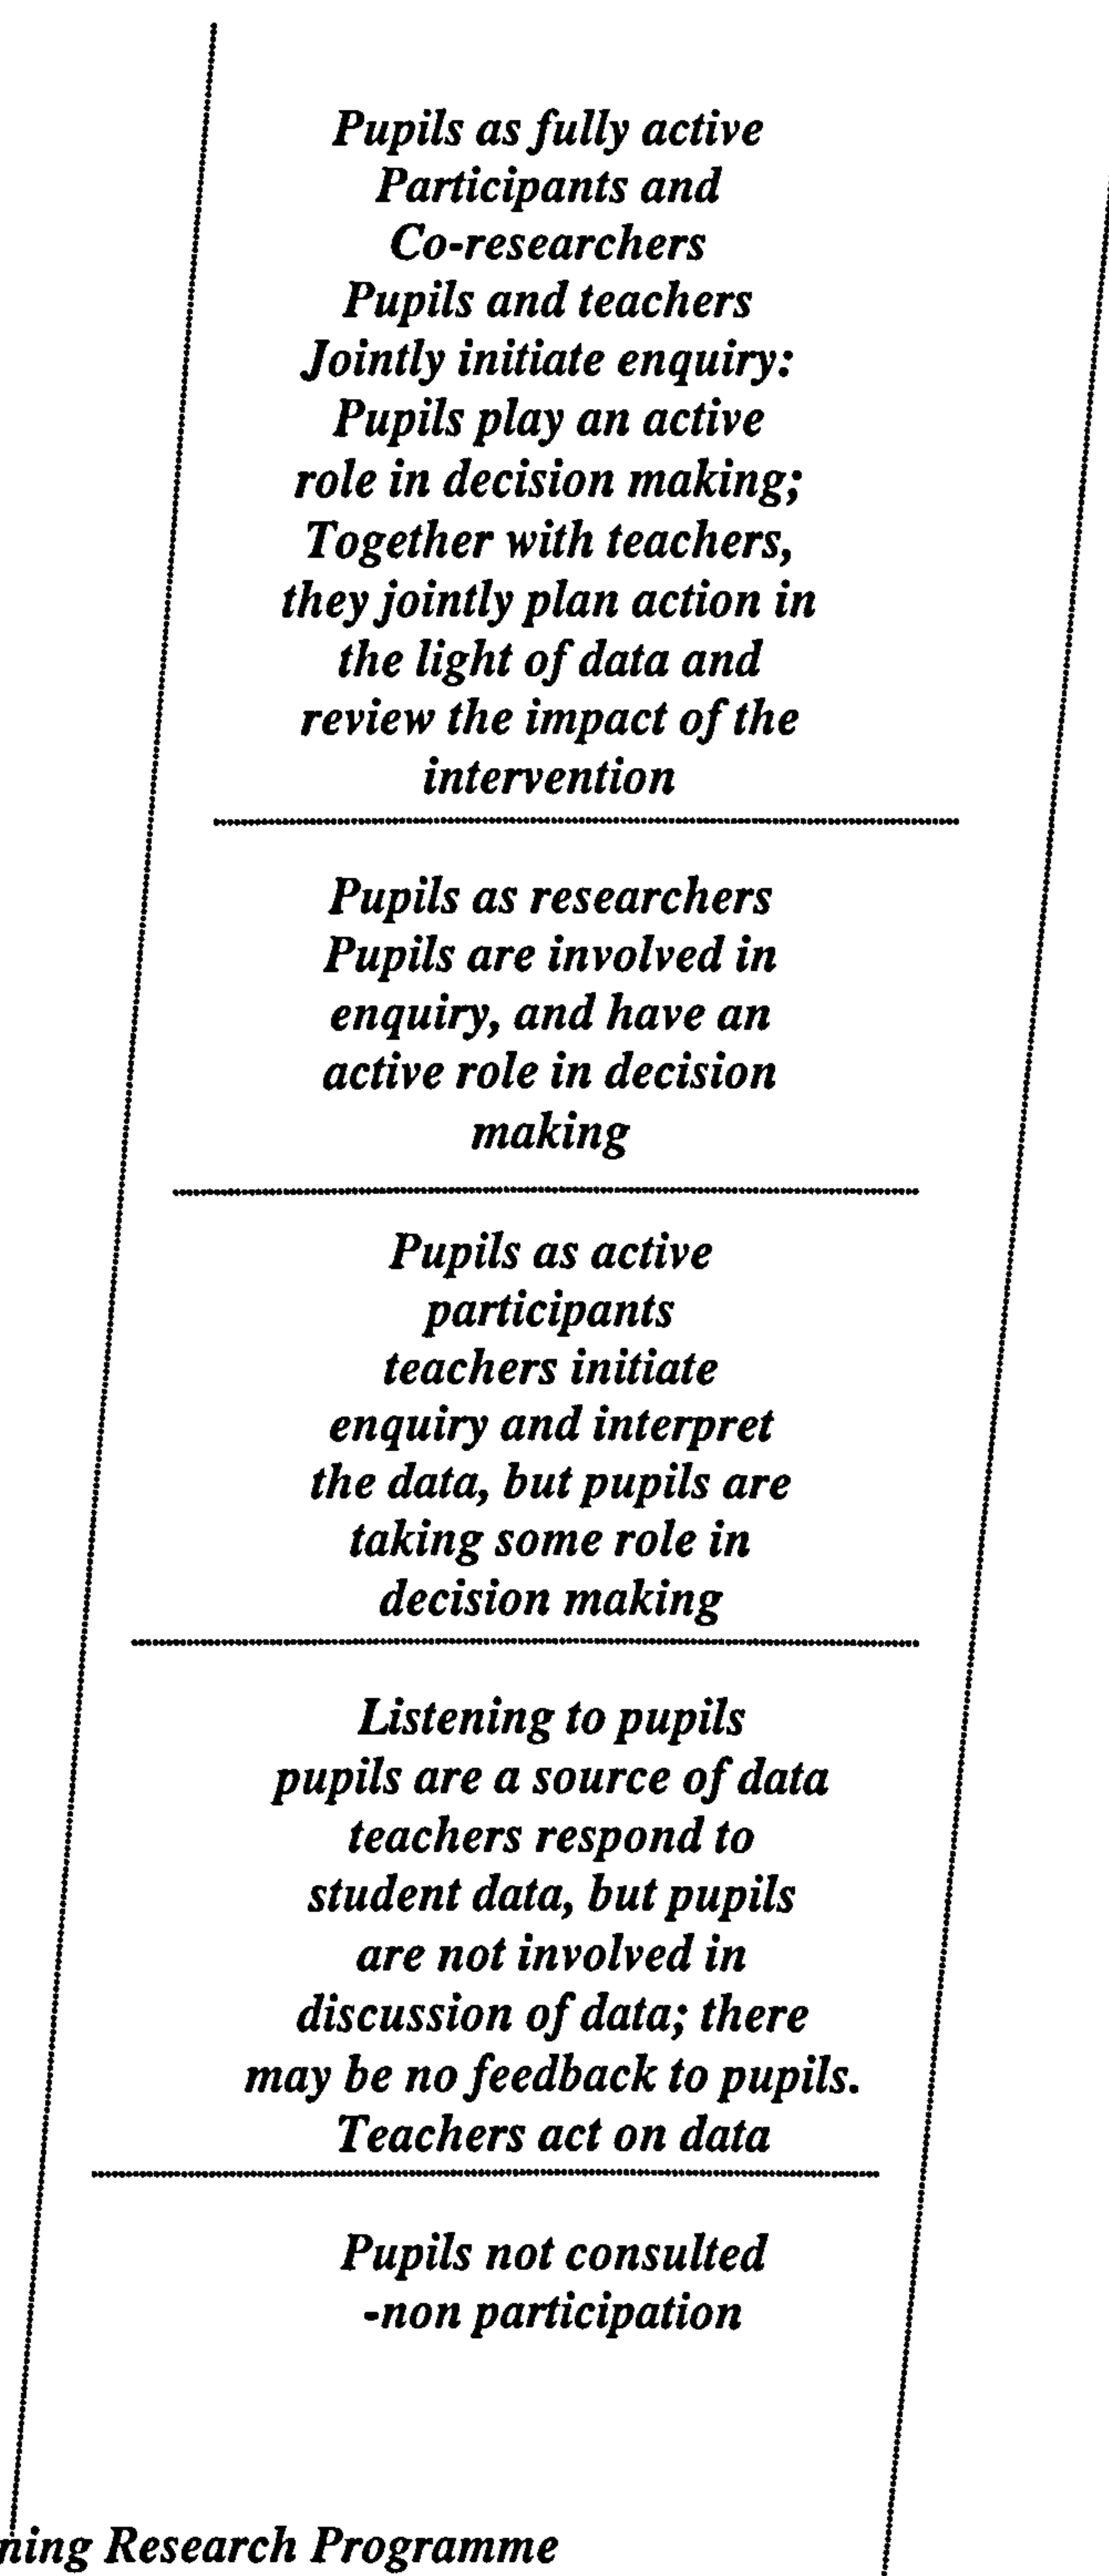 Pupils as fully active
Participants and
Co-researchers
Pupils and teachers
Jointly initiate enquiry:
Pupils play an active
role in decision making;
Together with teachers,
they jointly plan action in
the light of data and
review the impact of the
intervention
Pupils as researchers
Pupils are involved in
enquiry, and have an
active role in decision
making
Pupils as active
participants
teachers initiate
enquiry and interpret
the data, but pupils are
taking some role in
decision making
Listening to pupils
pupils are a source of data
teachers respond to
student data, but pupils
are not involved in
discussion of data; there
may be no feedback to pupils.
Teachers act on data
Pupils not consulted
-non participation
Research Programme